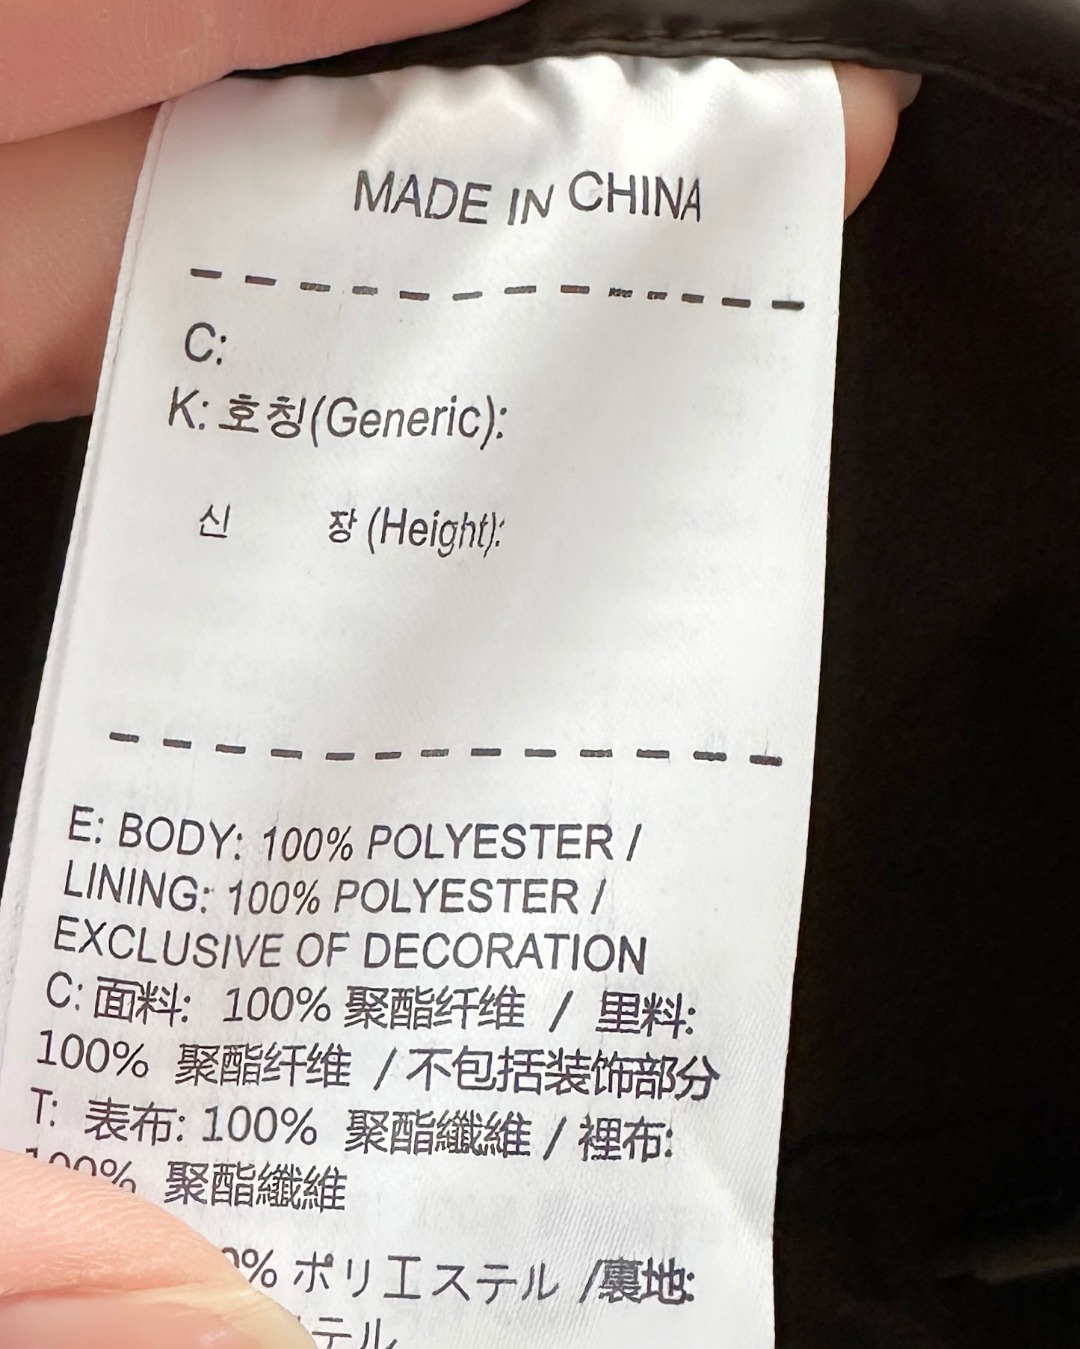 MADE IN CHINA
C:
K: 호칭(Generic):
신 장 (Height):
E: BODY: 100% POLYESTER /
LINING: 100% POLYESTER /
EXCLUSIVE OF DECORATION
C: 面料: 100% 聚酯纤维 / 里料:
100% 聚酯纤维 / 不包括装饰部分
T: 表布: 100% 聚酯纖維 / 裡布:
100% 聚酯纖維
% ポリエステル /裏地:
テル